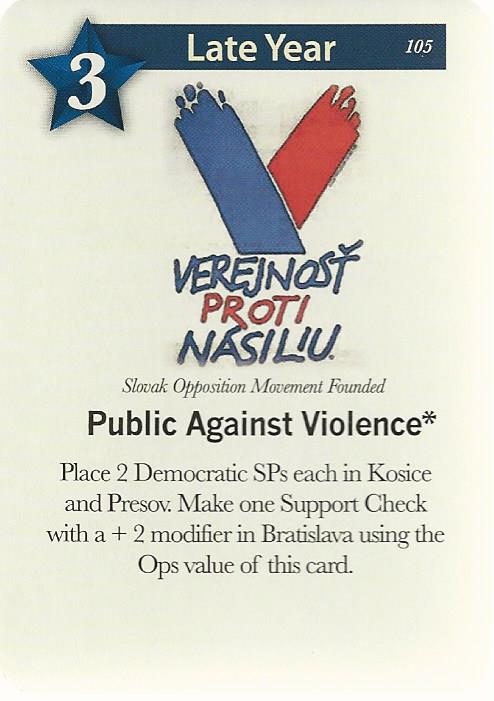 3
Late Year
105
VEREJNOSŤ
PROTI
NÁSILIU.
Slovak Opposition Movement Founded
Public Against Violence*
Place 2 Democratic SPs each in Kosice
and Presov. Make one Support Check
with a + 2 modifier in Bratislava using the
Ops value of this card.